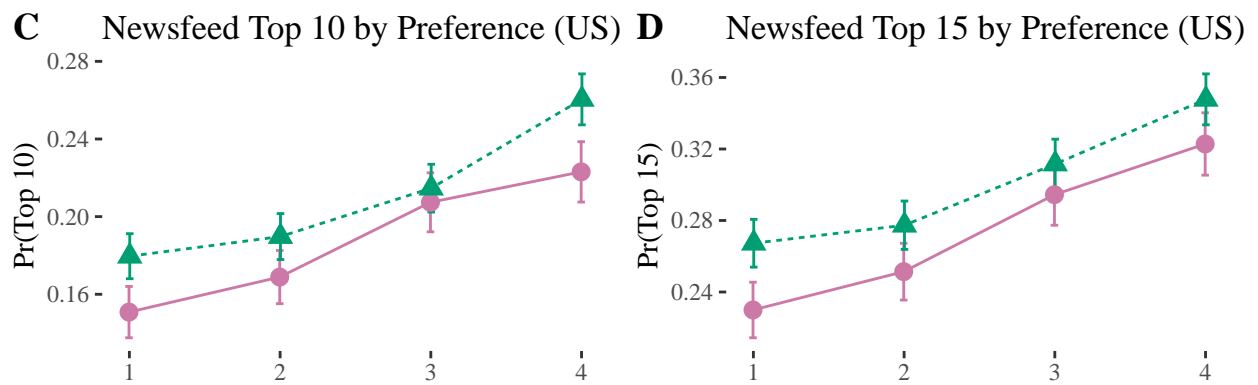 C Newsfeed Top 10 by Preference (US)
Pr(Top 10)
0.28
0.24
0.20
0.16
1 2 3 4
D Newsfeed Top 15 by Preference (US)
Pr(Top 15)
0.36
0.32
0.28
0.24
1 2 3 4